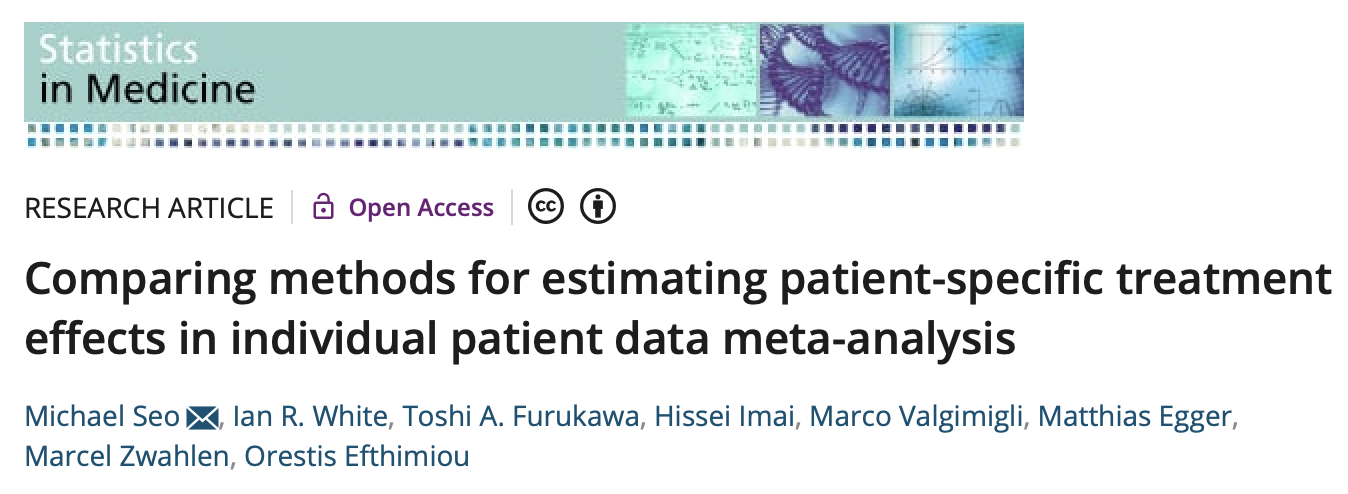 Statistics
in Medicine
RESEARCH ARTICLE Open Access cc
Comparing methods for estimating patient-specific treatment
effects in individual patient data meta-analysis
Michael Seo, Ian R. White, Toshi A. Furukawa, Hissei Imai, Marco Valgimigli, Matthias Egger,
Marcel Zwahlen, Orestis Efthimiou